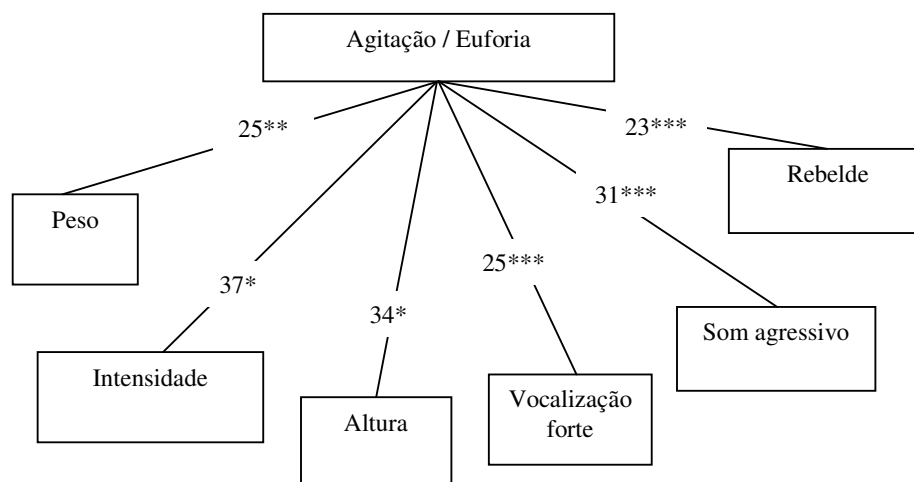 Agitação / Euforia
25**
23***
Rebelde
31***
Peso
25***
37*
34*
Som agressivo
Intensidade
Vocalização
forte
Altura